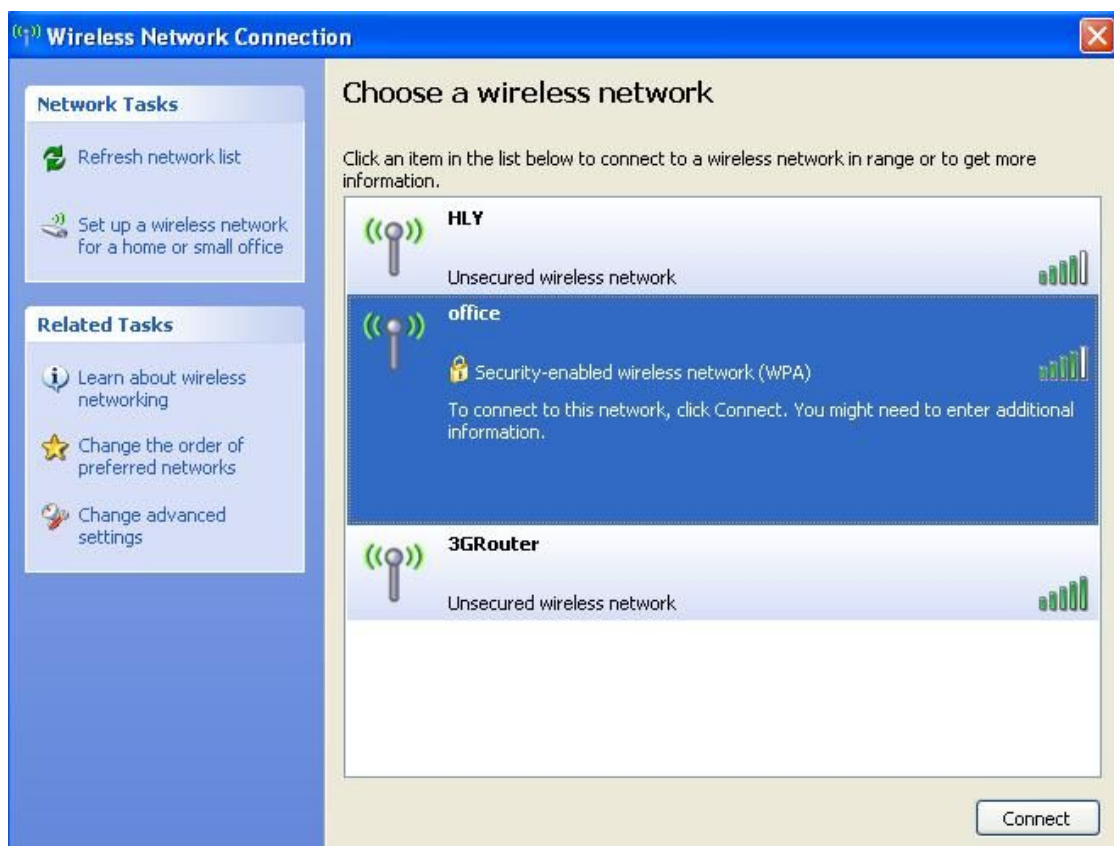 Wireless Network Connection
Network Tasks
Refresh network list
Set up a wireless network
for a home or small office
Related Tasks
Learn about wireless
networking
Change the order of
preferred networks
Change advanced
settings
Choose a wireless network
Click an item in the list below to connect to a wireless network in range or to get more
information.
HLY
Unsecured wireless network
office
Security-enabled wireless network (WPA)
To connect to this network, click Connect. You might need to enter additional
information.
3GRouter
Unsecured wireless network
Connect